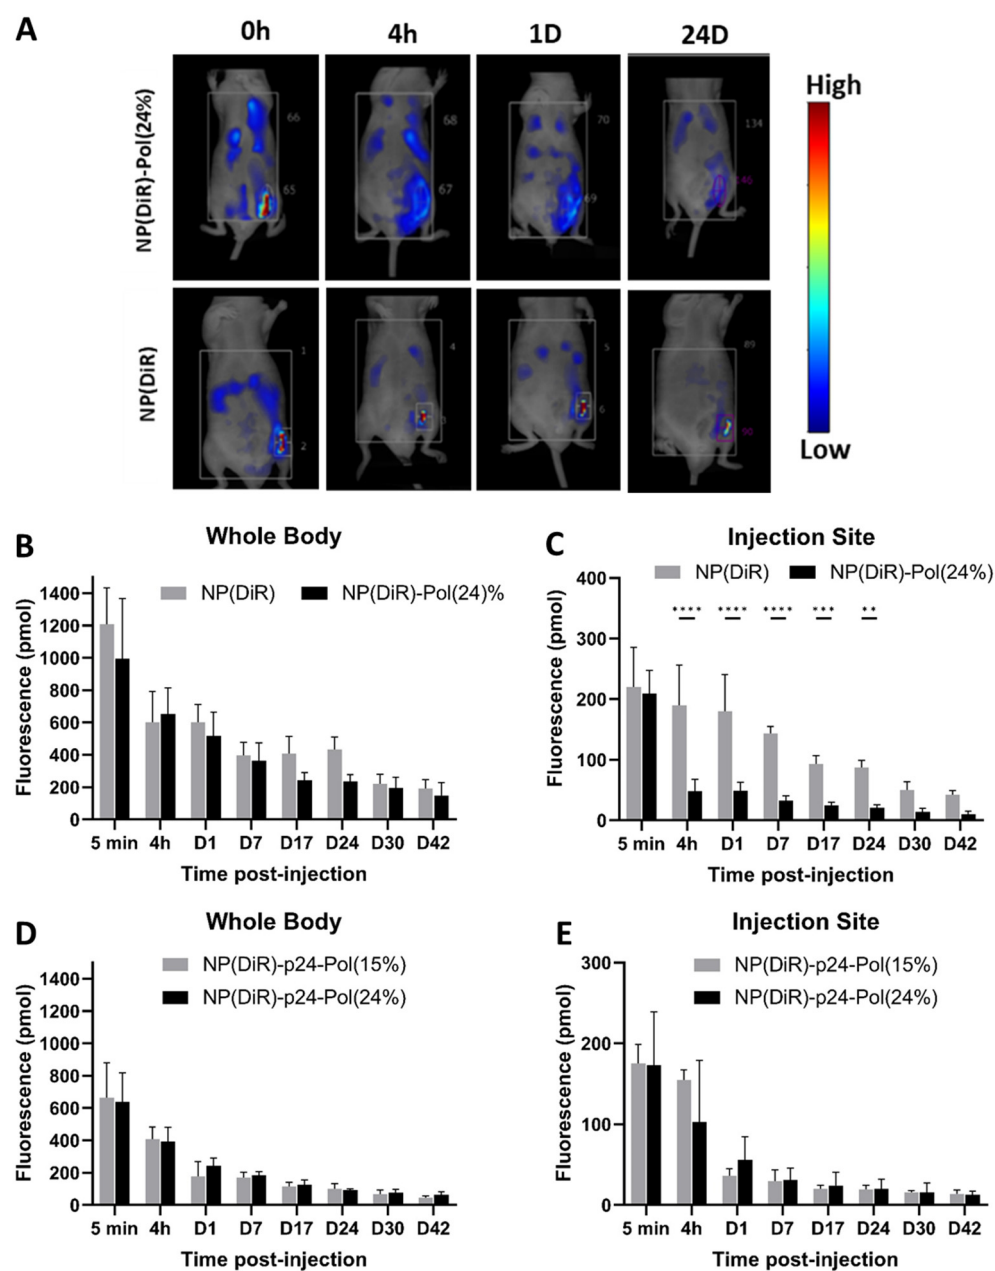 A
0h 4h 1D 24D
NP(DiR)-Pol(24%)
66
65
68
67
70
69
134
146
High
Low
NP(DiR)
1
2
4
3
5
6
89
90
B
Whole Body
NP(DiR) NP(DiR)-Pol(24)%
Fluorescence (pmol)
1400
1200
1000
800
600
400
200
0
5 min 4h D1 D7 D17 D24 D30 D42
Time post-injection
C
Injection Site
NP(DiR) NP(DiR)-Pol(24%)
Fluorescence (pmol)
400
300
200
100
0
**** **** **** *** **
5 min 4h D1 D7 D17 D24 D30 D42
Time post-injection
D
Whole Body
NP(DiR)-p24-Pol(15%)
NP(DiR)-p24-Pol(24%)
Fluorescence (pmol)
1400
1200
1000
800
600
400
200
0
5 min 4h D1 D7 D17 D24 D30 D42
Time post-injection
E
Injection Site
NP(DiR)-p24-Pol(15%)
NP(DiR)-p24-Pol(24%)
Fluorescence (pmol)
300
200
100
0
5 min 4h D1 D7 D17 D24 D30 D42
Time post-injection